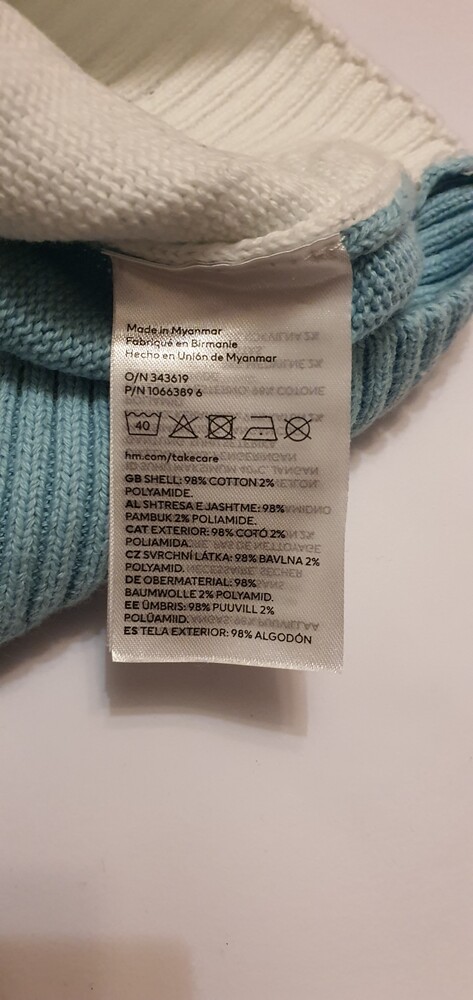 Made in Myanmar
Fabriqué en Birmanie
Hecho en Unión de Myanmar
O/N 343619
P/N 1066389 6
40
hm.com/takecare
GB SHELL: 98% COTTON 2%
POLYAMIDE.
AL SHTRESA E JASHTME: 98%
PAMBUK 2% POLIAMIDE.
CAT EXTERIOR: 98% COTÓ 2%
POLIAMIDA.
CZ SVRCHNÍ LÁTKA: 98% BAVLNA 2%
POLYAMID.
DE OBERMATERIAL: 98%
BAUMWOLLE 2% POLYAMID.
EE ÜMBRIS: 98% PUUVILL 2%
POLÜAMIID.
ES TELA EXTERIOR: 98% ALGODÓN